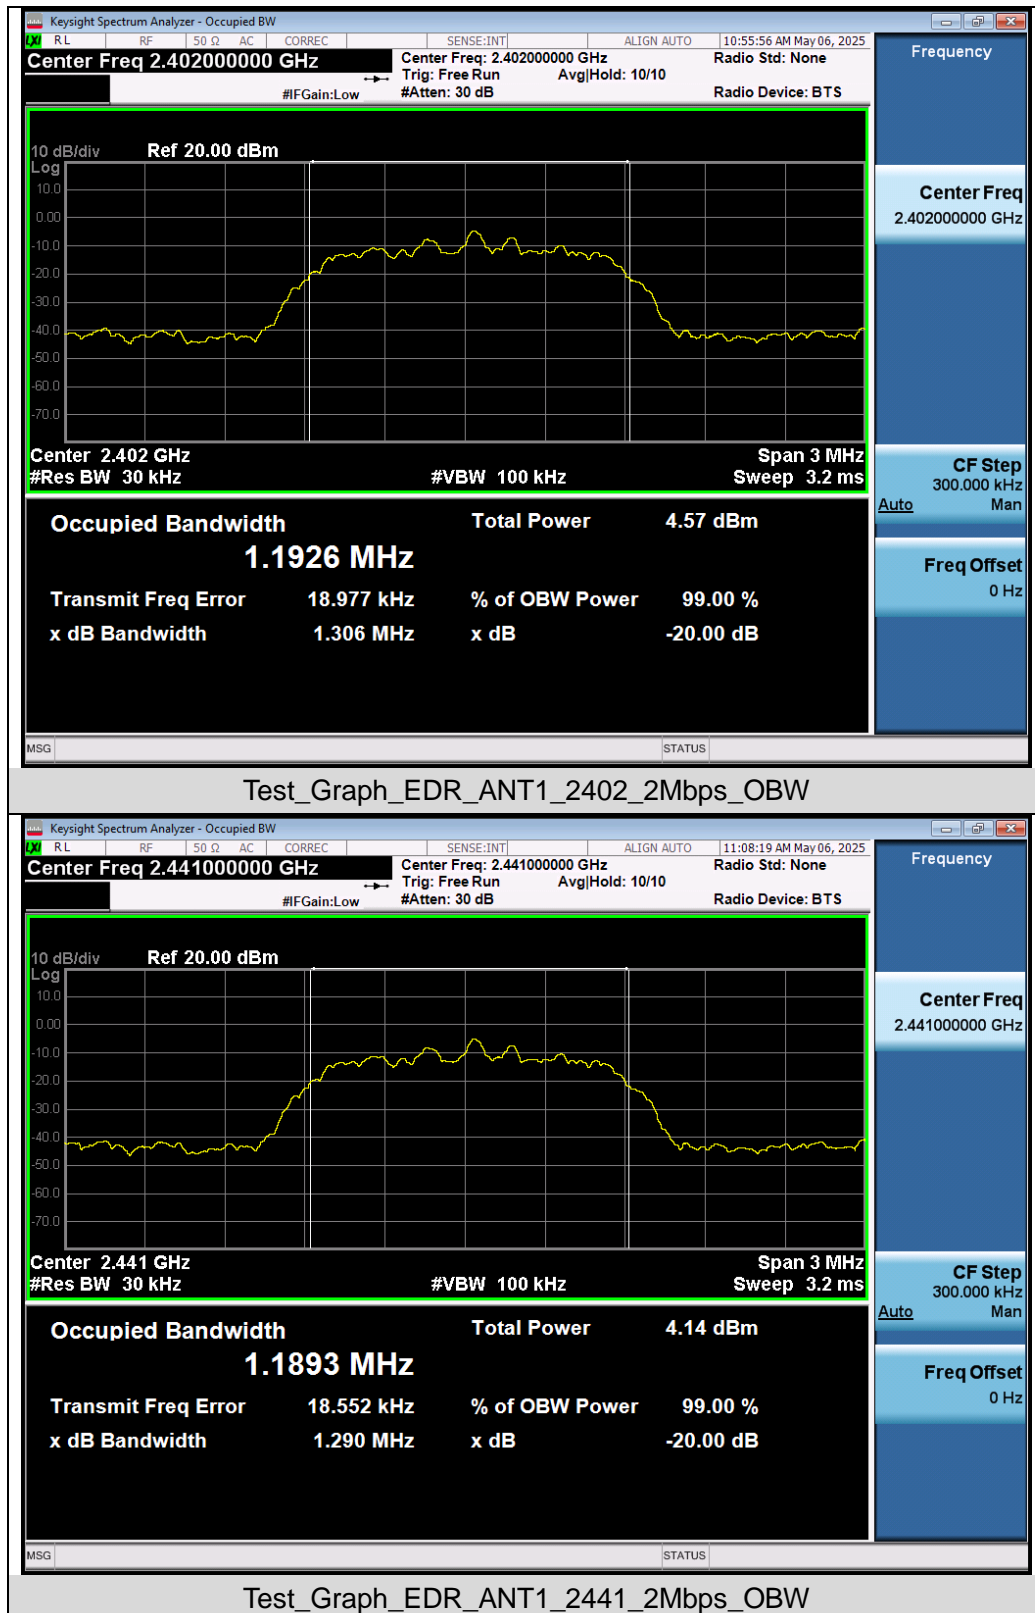 Keysight Spectrum Analyzer - Occupied BW
LXI RL RF 50 Ω AC CORREC SENSE:INT ALIGN AUTO 10:55:56 AM May 06, 2025
Center Freq 2.402000000 GHz
Center Freq: 2.402000000 GHz
Radio Std: None
Trig: Free Run Avg|Hold: 10/10
#IFGain:Low
#Atten: 30 dB
Radio Device: BTS
Frequency
10 dB/div Ref 20.00 dBm
Log
10.0
0.00
-10.0
-20.0
-30.0
-40.0
-50.0
-60.0
-70.0
Center 2.402 GHz Span 3 MHz
#Res BW 30 kHz #VBW 100 kHz Sweep 3.2 ms
Center Freq
2.402000000 GHz
CF Step
300.000 kHz
Auto Man
Freq Offset
0 Hz
Occupied Bandwidth Total Power 4.57 dBm
1.1926 MHz
Transmit Freq Error 18.977 kHz % of OBW Power 99.00 %
x dB Bandwidth 1.306 MHz x dB -20.00 dB
MSG STATUS
Test_Graph_EDR_ANT1_2402_2Mbps_OBW
Keysight Spectrum Analyzer - Occupied BW
LXI RL RF 50 Ω AC CORREC SENSE:INT ALIGN AUTO 11:08:19 AM May 06, 2025
Center Freq 2.441000000 GHz
Center Freq: 2.441000000 GHz
Radio Std: None
Trig: Free Run Avg|Hold: 10/10
#IFGain:Low
#Atten: 30 dB
Radio Device: BTS
Frequency
10 dB/div Ref 20.00 dBm
Log
10.0
0.00
-10.0
-20.0
-30.0
-40.0
-50.0
-60.0
-70.0
Center 2.441 GHz Span 3 MHz
#Res BW 30 kHz #VBW 100 kHz Sweep 3.2 ms
Center Freq
2.441000000 GHz
CF Step
300.000 kHz
Auto Man
Freq Offset
0 Hz
Occupied Bandwidth Total Power 4.14 dBm
1.1893 MHz
Transmit Freq Error 18.552 kHz % of OBW Power 99.00 %
x dB Bandwidth 1.290 MHz x dB -20.00 dB
MSG STATUS
Test_Graph_EDR_ANT1_2441_2Mbps_OBW